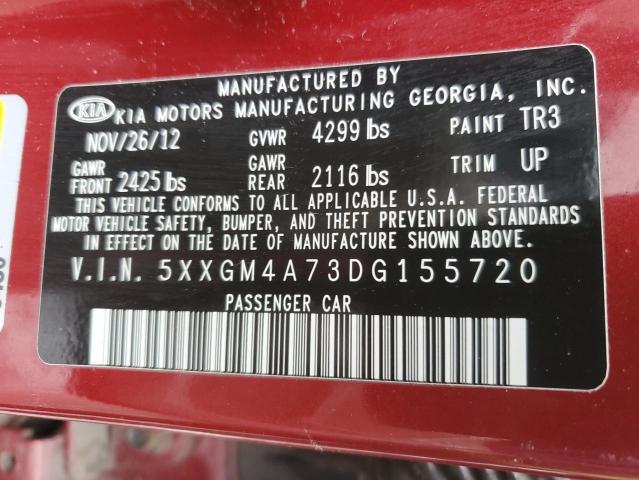 MANUFACTURED BY
KIA KIA MOTORS MANUFACTURING GEORGIA, INC.
NOV/26/12 GVWR 4299 lbs PAINT TR3
GAWR FRONT 2425 lbs GAWR REAR 2116 lbs TRIM UP
THIS VEHICLE CONFORMS TO ALL APPLICABLE U.S.A. FEDERAL
MOTOR VEHICLE SAFETY, BUMPER, AND THEFT PREVENTION STANDARDS
IN EFFECT ON THE DATE OF MANUFACTURE SHOWN ABOVE.
V.I.N. 5XXGM4A73DG155720
PASSENGER CAR